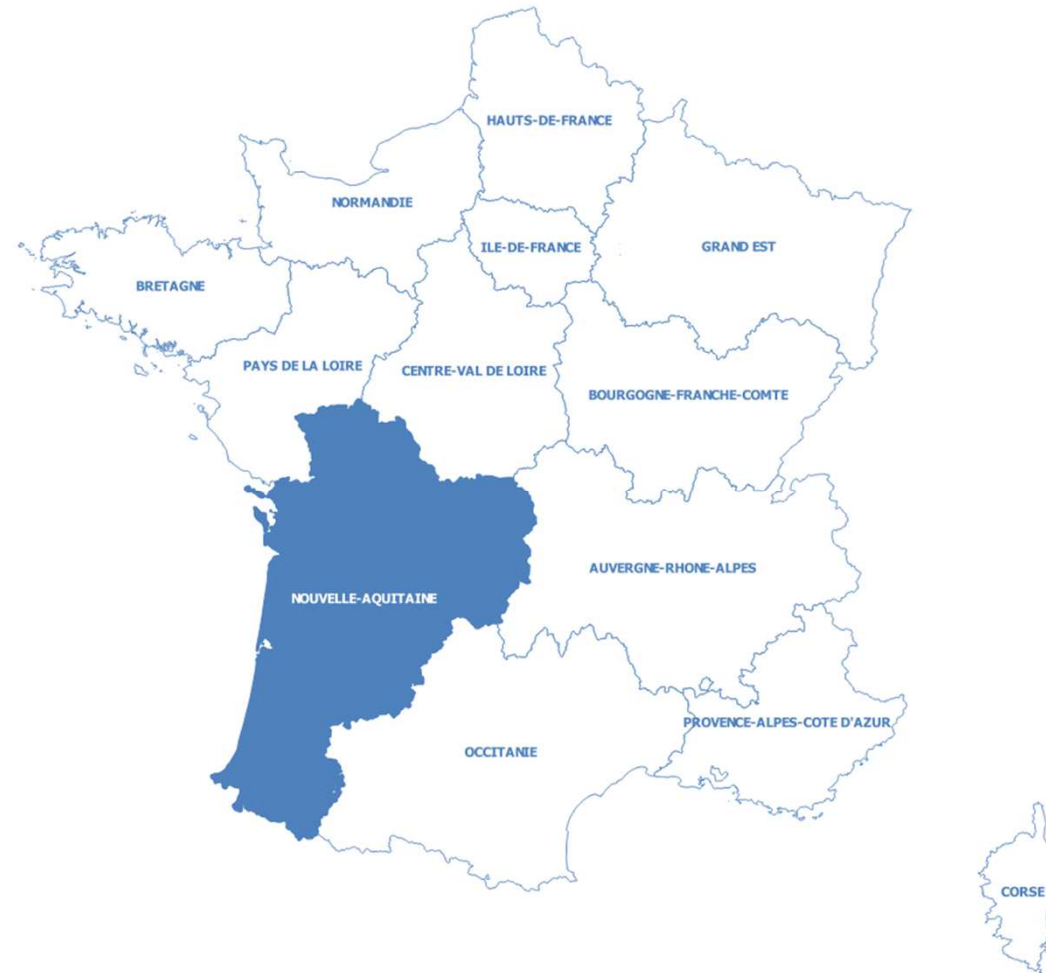 HAUTS-DE-FRANCE
NORMANDIE
ILE-DE-FRANCE
GRAND EST
BRETAGNE
PAYS DE LA LOIRE
CENTRE-VAL DE LOIRE
BOURGOGNE-FRANCHE-COMTE
AUVERGNE-RHONE-ALPES
NOUVELLE-AQUITAINE
PROVENCE-ALPES-COTE D'AZUR
OCCITANIE
CORSE